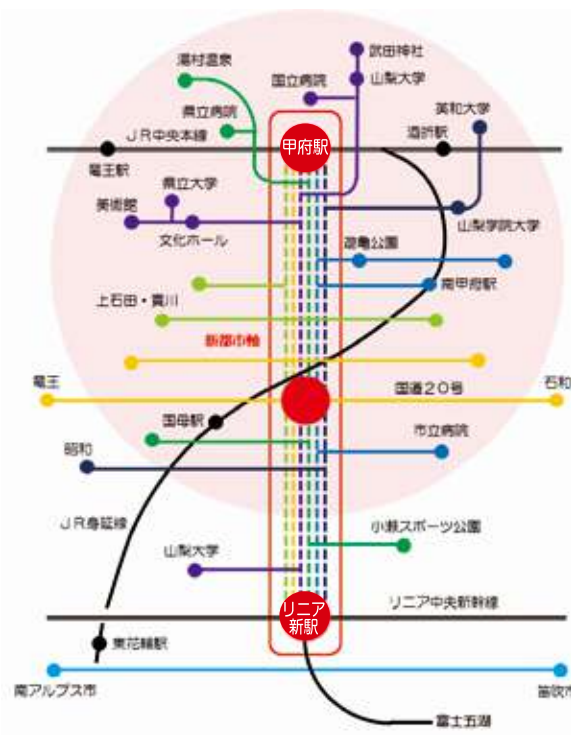 武田神社
湯村温泉
国立病院
山梨大学
県立病院
英和大学
JR中央本線
甲府駅
酒折駅
竜王駅
県立大学
美術館
山梨学院大学
文化ホール
遊亀公園
南甲府駅
上石田・貢川
新都市軸
竜王
国道20号
石和
国母駅
市立病院
昭和
JR身延線
小瀬スポーツ公園
山梨大学
リニア中央新幹線
リニア
新駅
東花輪駅
南アルプス市
笛吹市
富士五湖